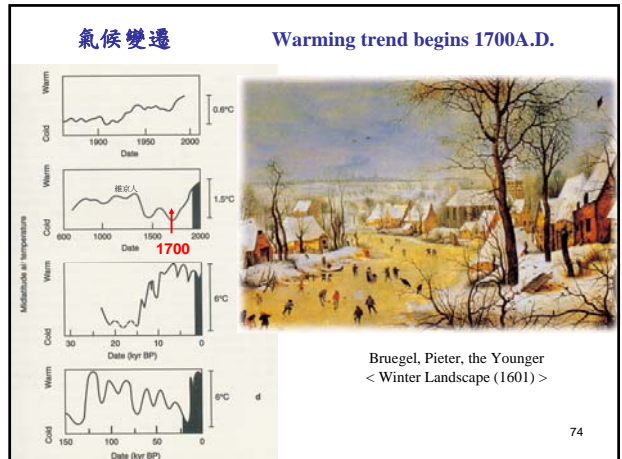 氣候變遷
Warming trend begins 1700A.D.
Warm
Cold
0.6°C
1900 1950 2000
Date
Warm
Cold
維京人
1.5°C
600 1000 1500 2000
Date
1700
Midlatitude air temperature
Warm
Cold
6°C
30 20 10 0
Date (kyr BP)
Warm
Cold
6°C
d
150 100 50 0
Date (kyr BP)
Bruegel, Pieter, the Younger
< Winter Landscape (1601) >
74